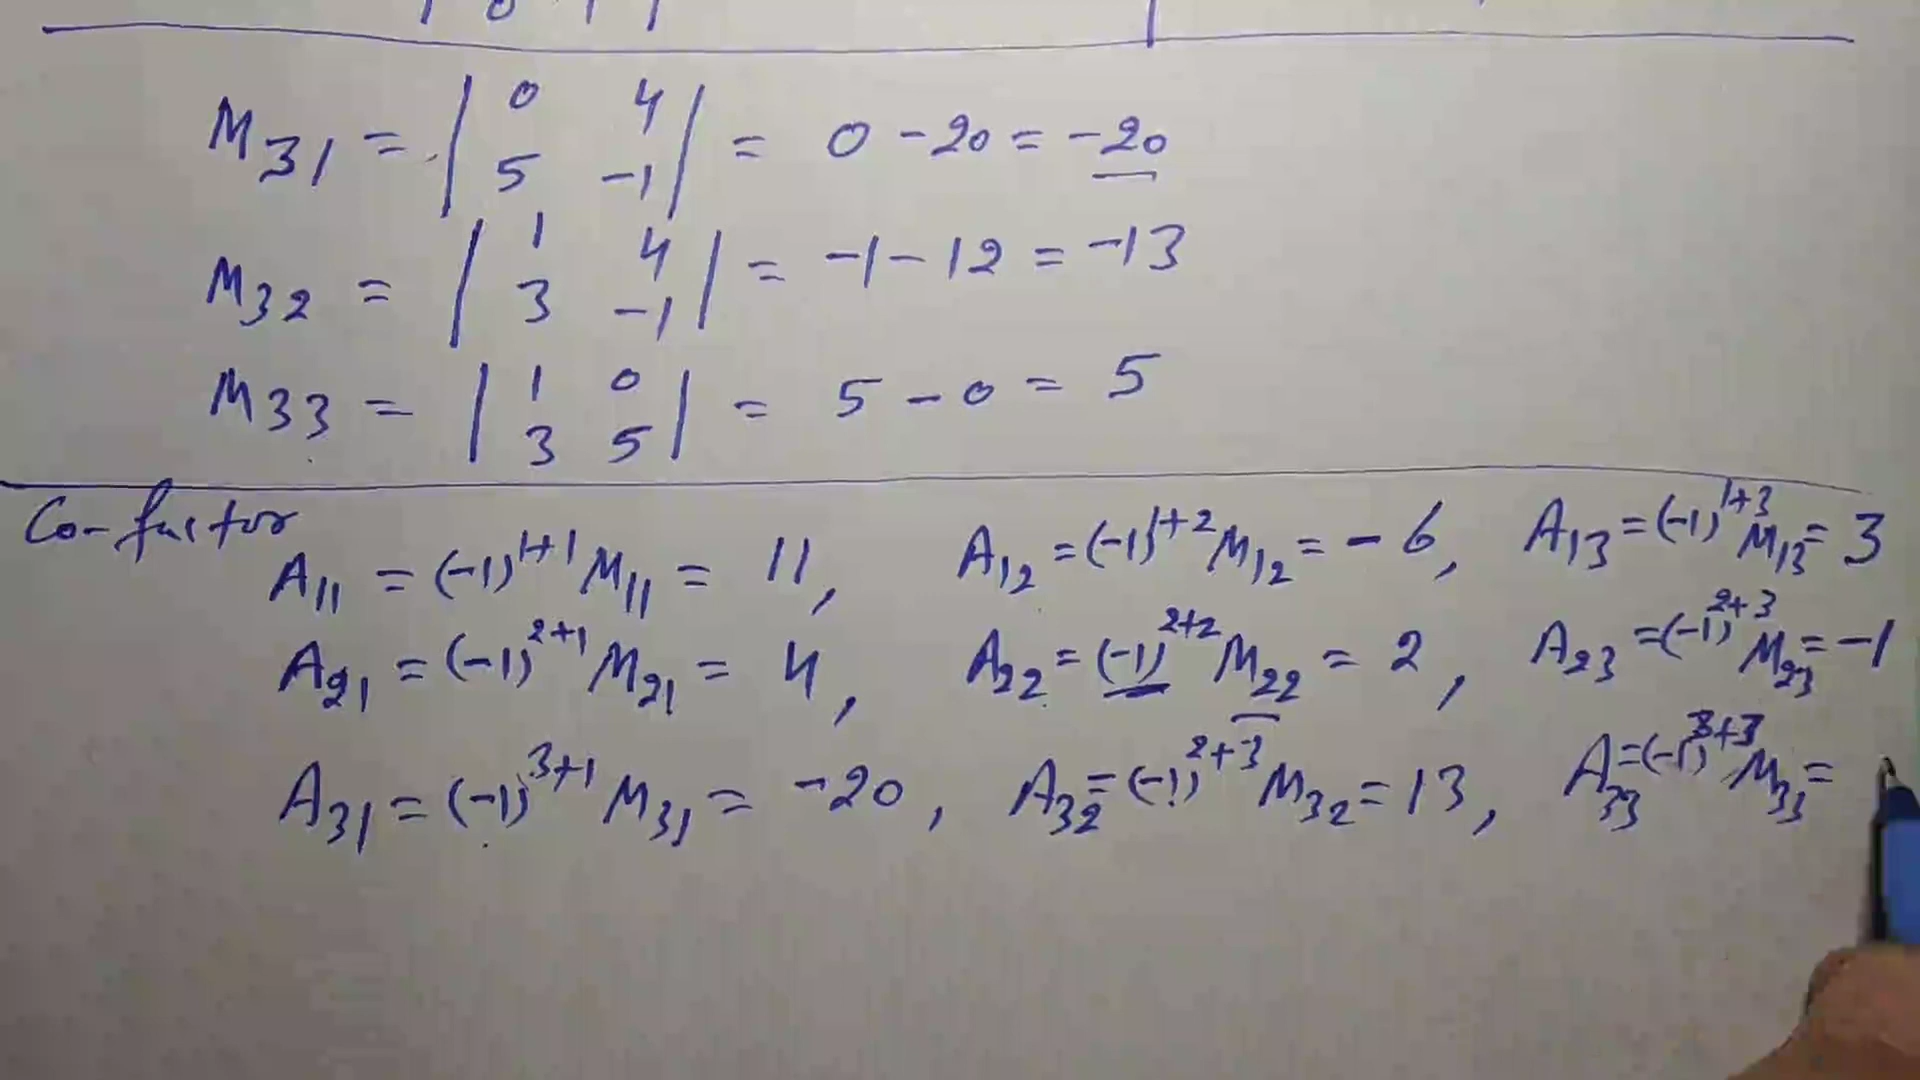 M31 = | 0 4 / 5 -1 | = 0 - 20 = -20
M32 = | 1 4 / 3 -1 | = -1 - 12 = -13
M33 = | 1 0 / 3 5 | = 5 - 0 = 5
Co-factor
A11 = (-1)^1+1 M11 = 11, A12 = (-1)^1+2 M12 = -6, A13 = (-1)^1+3 M13 = 3
A21 = (-1)^2+1 M21 = 4, A22 = (-1)^2+2 M22 = 2, A23 = (-1)^2+3 M23 = -1
A31 = (-1)^3+1 M31 = -20, A32 = (-1)^2+3 M32 = 13, A33 = (-1)^3+3 M33 =